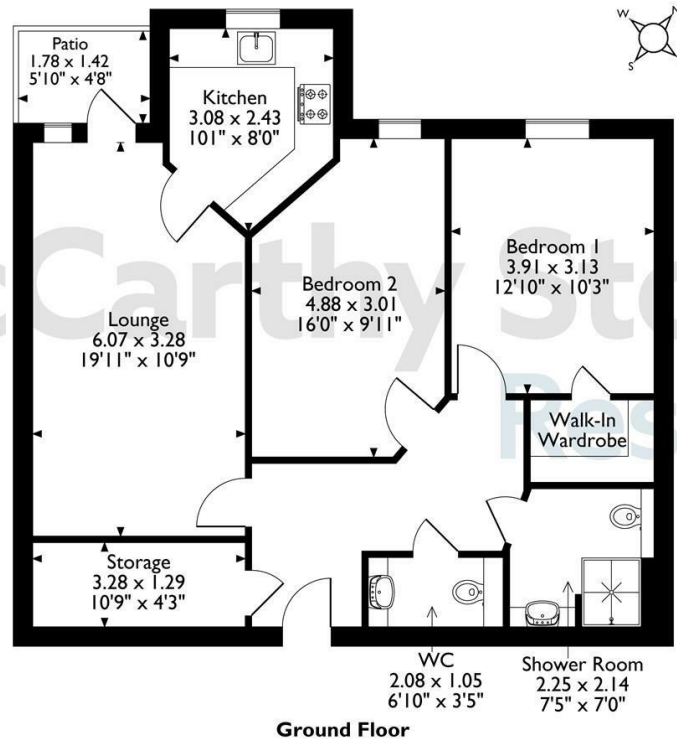 W
N
S
Patio
1.78 x 1.42
5'10" x 4'8"
Kitchen
3.08 x 2.43
101" x 8'0"
Bedroom 1
3.91 x 3.13
12'10" x 10'3"
Bedroom 2
4.88 x 3.01
16'0" x 9'11"
Lounge
6.07 x 3.28
19'11" x 10'9"
cCarthy Sto
Res
Walk-In
Wardrobe
Storage
3.28 x 1.29
10'9" x 4'3"
WC
2.08 x 1.05
6'10" x 3'5"
Shower Room
2.25 x 2.14
7'5" x 7'0"
Ground Floor